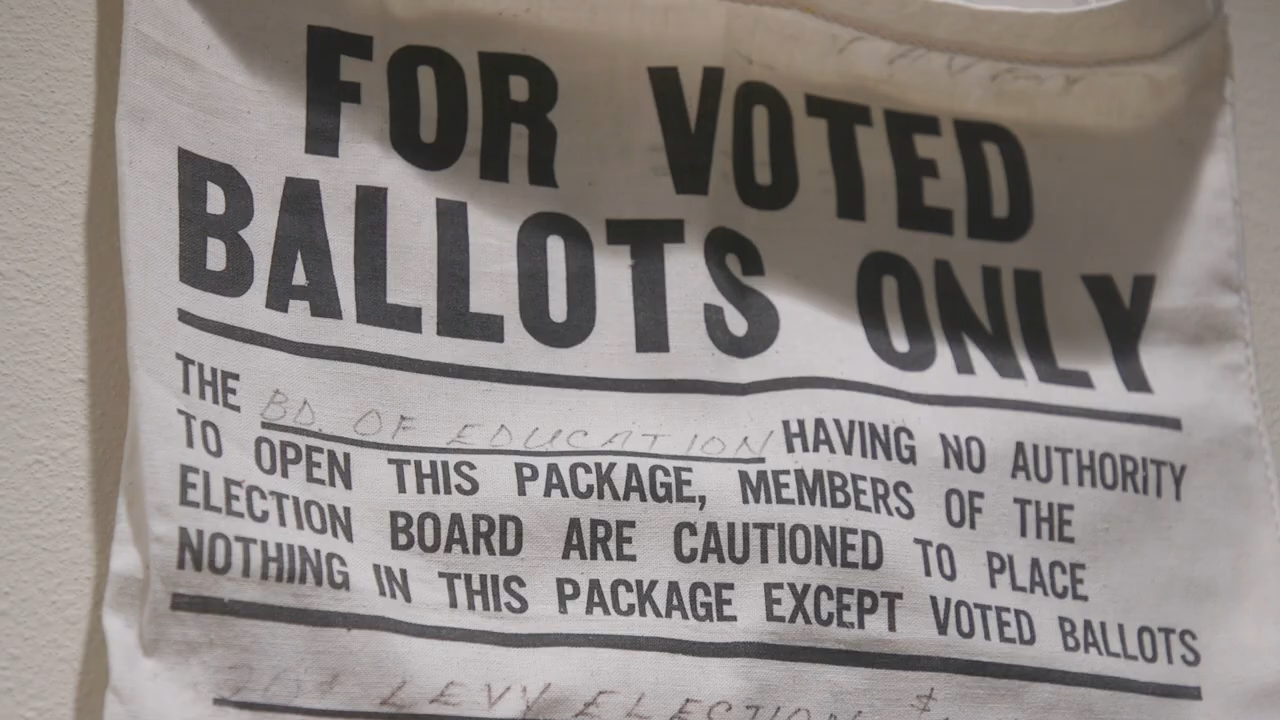 FOR VOTED
BALLOTS ONLY
THE BD. OF EDUCATION HAVING NO AUTHORITY
TO OPEN THIS PACKAGE, MEMBERS OF THE
ELECTION BOARD ARE CAUTIONED TO PLACE
NOTHING IN THIS PACKAGE EXCEPT VOTED BALLOTS
LEVY ELECTION $